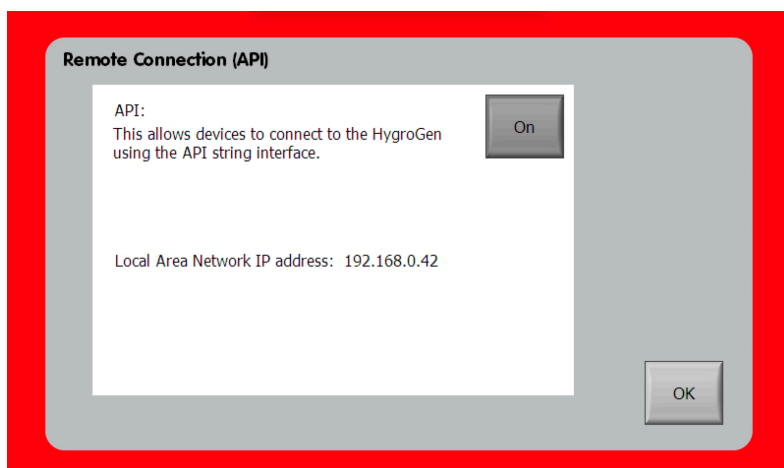 Remote Connection (API)
API:
This allows devices to connect to the HygroGen
using the API string interface.
On
Local Area Network IP address: 192.168.0.42
OK